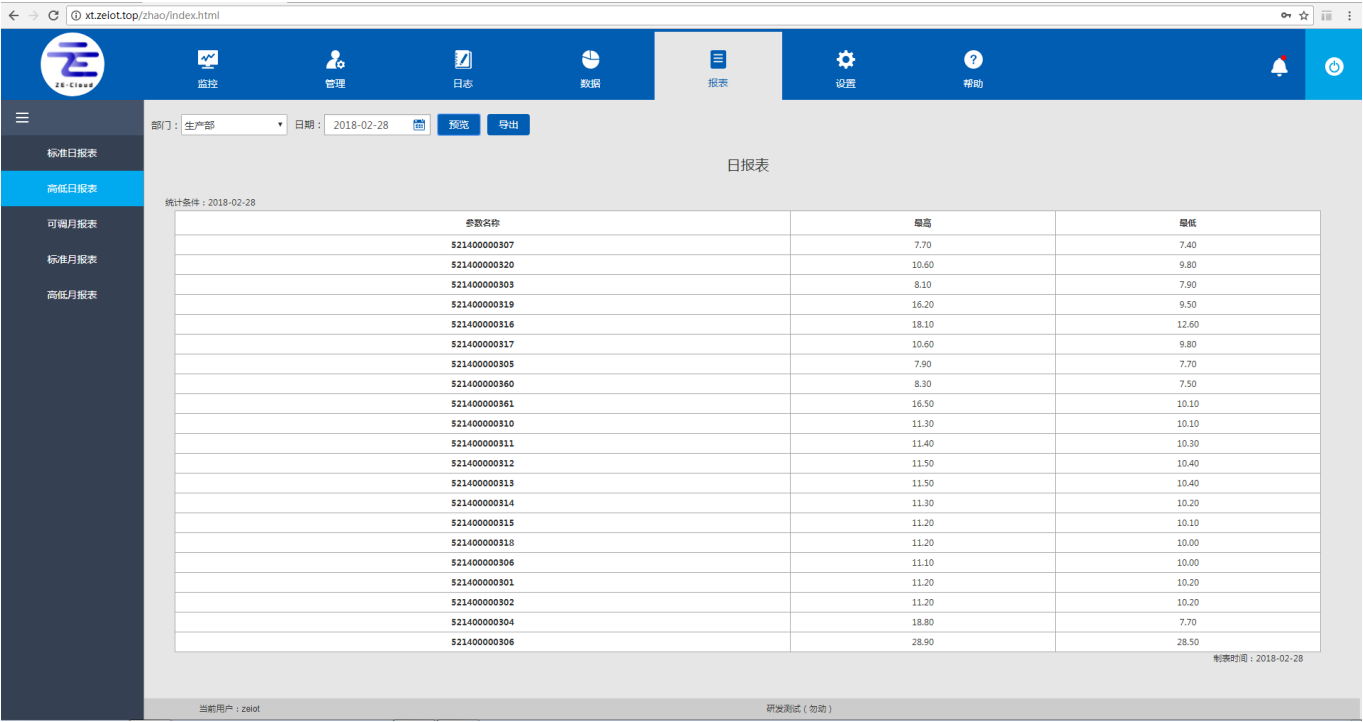 xt.zeiot.top/zhao/index.html
ZE-Cloud
监控 管理 日志 数据 报表 设置 帮助
部门：生产部 日期：2018-02-28 预览 导出
标准日报表
高低日报表
可调月报表
标准月报表
高低月报表
日报表
统计条件：2018-02-28
参数名称 最高 最低
521400000307 7.70 7.40
521400000320 10.60 9.80
521400000303 8.10 7.90
521400000319 16.20 9.50
521400000316 18.10 12.60
521400000317 10.60 9.80
521400000305 7.90 7.70
521400000360 8.30 7.50
521400000361 16.50 10.10
521400000310 11.30 10.10
521400000311 11.40 10.30
521400000312 11.50 10.40
521400000313 11.50 10.40
521400000314 11.30 10.20
521400000315 11.20 10.10
521400000318 11.20 10.00
521400000306 11.10 10.00
521400000301 11.20 10.20
521400000302 11.20 10.20
521400000304 18.80 7.70
521400000306 28.90 28.50
制表时间：2018-02-28
当前用户：zeiot 研发测试（勿动）